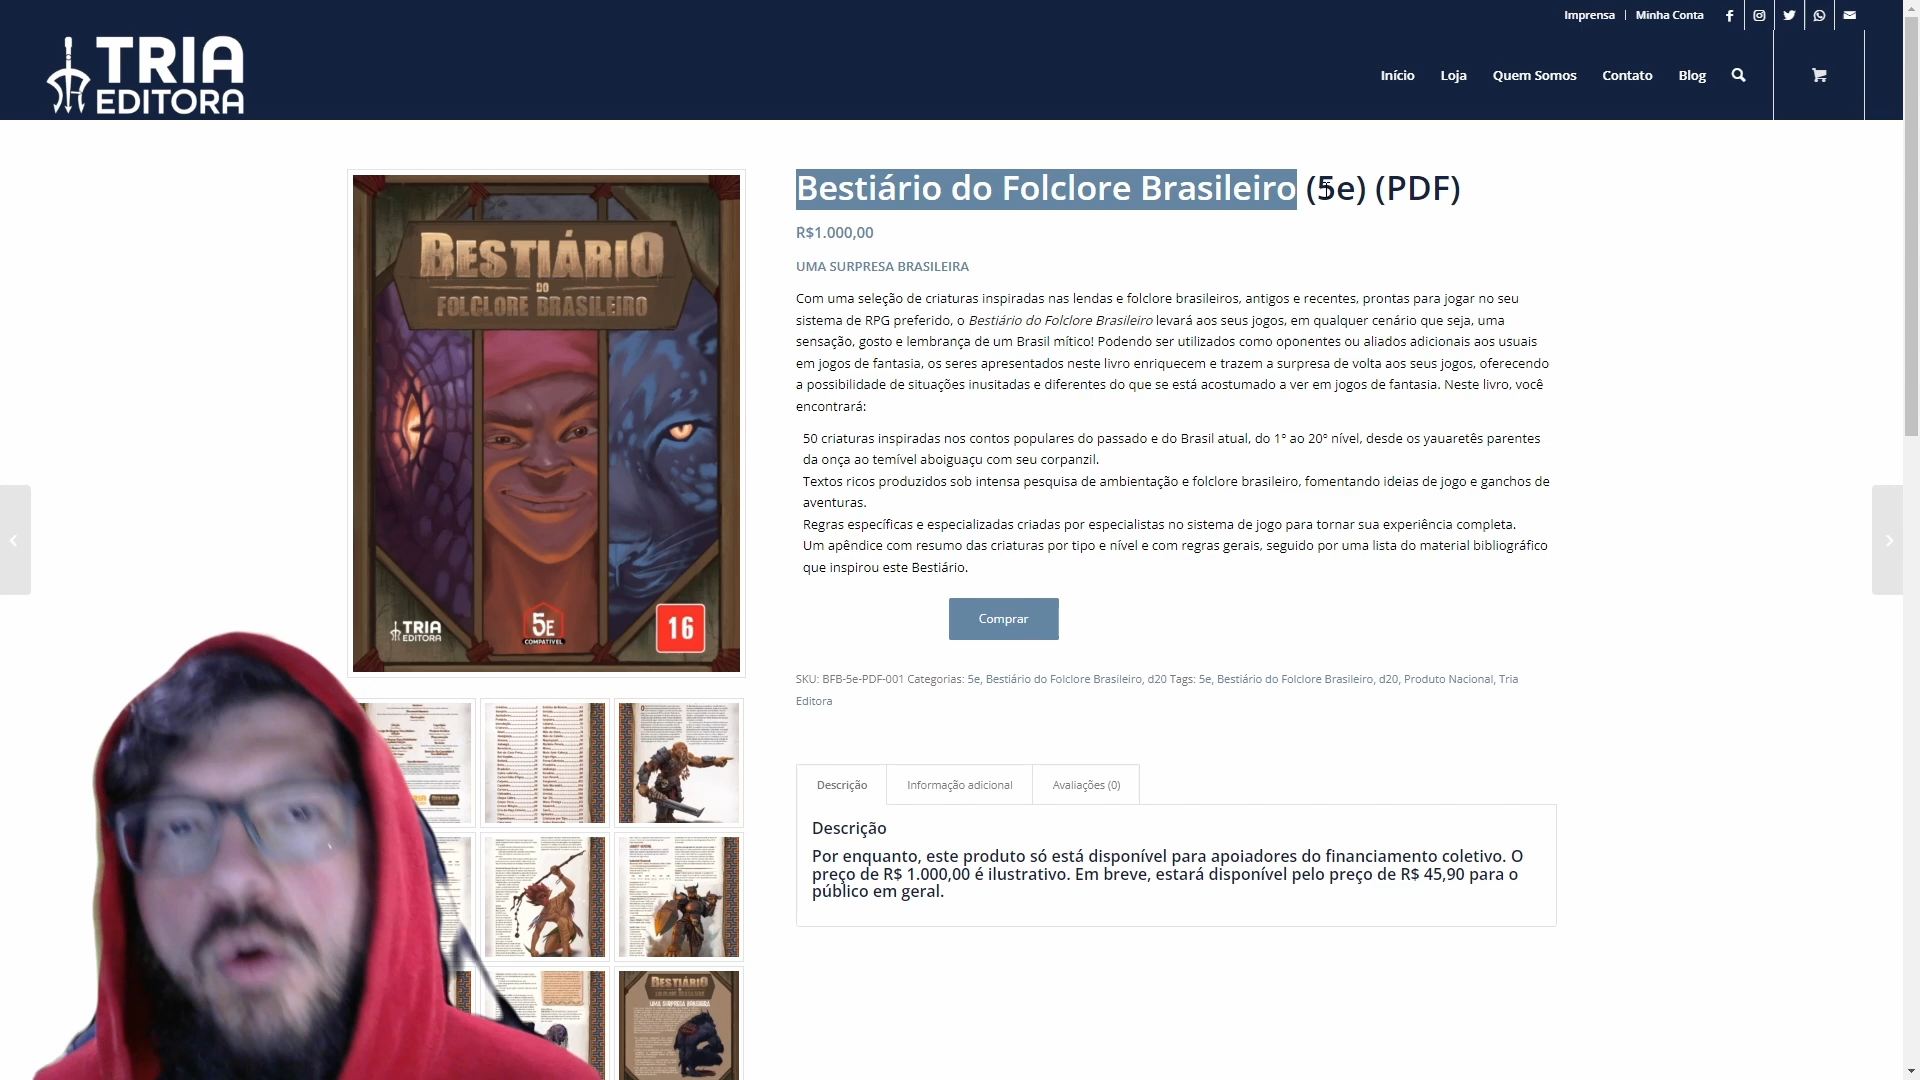 Imprensa
Minha Conta
TRIA
EDITORA
Início
Loja
Quem Somos
Contato
Blog
Bestiário do Folclore Brasileiro (5e) (PDF)
R$1.000,00
UMA SURPRESA BRASILEIRA
Com uma seleção de criaturas inspiradas nas lendas e folclore brasileiros, antigos e recentes, prontas para jogar no seu
sistema de RPG preferido, o Bestiário do Folclore Brasileiro levará aos seus jogos, em qualquer cenário que seja, uma
sensação, gosto e lembrança de um Brasil mítico! Podendo ser utilizados como oponentes ou aliados adicionais aos usuais
em jogos de fantasia, os seres apresentados neste livro enriquecem e trazem a surpresa de volta aos seus jogos, oferecendo
a possibilidade de situações inusitadas e diferentes do que se está acostumado a ver em jogos de fantasia. Neste livro, você
encontrará:
50 criaturas inspiradas nos contos populares do passado e do Brasil atual, do 1º ao 20º nível, desde os yauaretês parentes
da onça ao temível aboiguaçu com seu corpanzil.
Textos ricos produzidos sob intensa pesquisa de ambientação e folclore brasileiro, fomentando ideias de jogo e ganchos de
aventuras.
Regras específicas e especializadas criadas por especialistas no sistema de jogo para tornar sua experiência completa.
Um apêndice com resumo das criaturas por tipo e nível e com regras gerais, seguido por uma lista do material bibliográfico
que inspirou este Bestiário.
Comprar
SKU: BFB-5e-PDF-001 Categorias: 5e, Bestiário do Folclore Brasileiro, d20 Tags: 5e, Bestiário do Folclore Brasileiro, d20, Produto Nacional, Tria
Editora
Descrição
Informação adicional
Avaliações (0)
Descrição
Por enquanto, este produto só está disponível para apoiadores do financiamento coletivo. O
preço de R$ 1.000,00 é ilustrativo. Em breve, estará disponível pelo preço de R$ 45,90 para o
público em geral.
BESTIÁRIO
DO
FOLCLORE BRASILEIRO
TRIA
EDITORA
5E
COMPATÍVEL
16
BESTIÁRIO
UMA SURPRESA BRASILEIRA